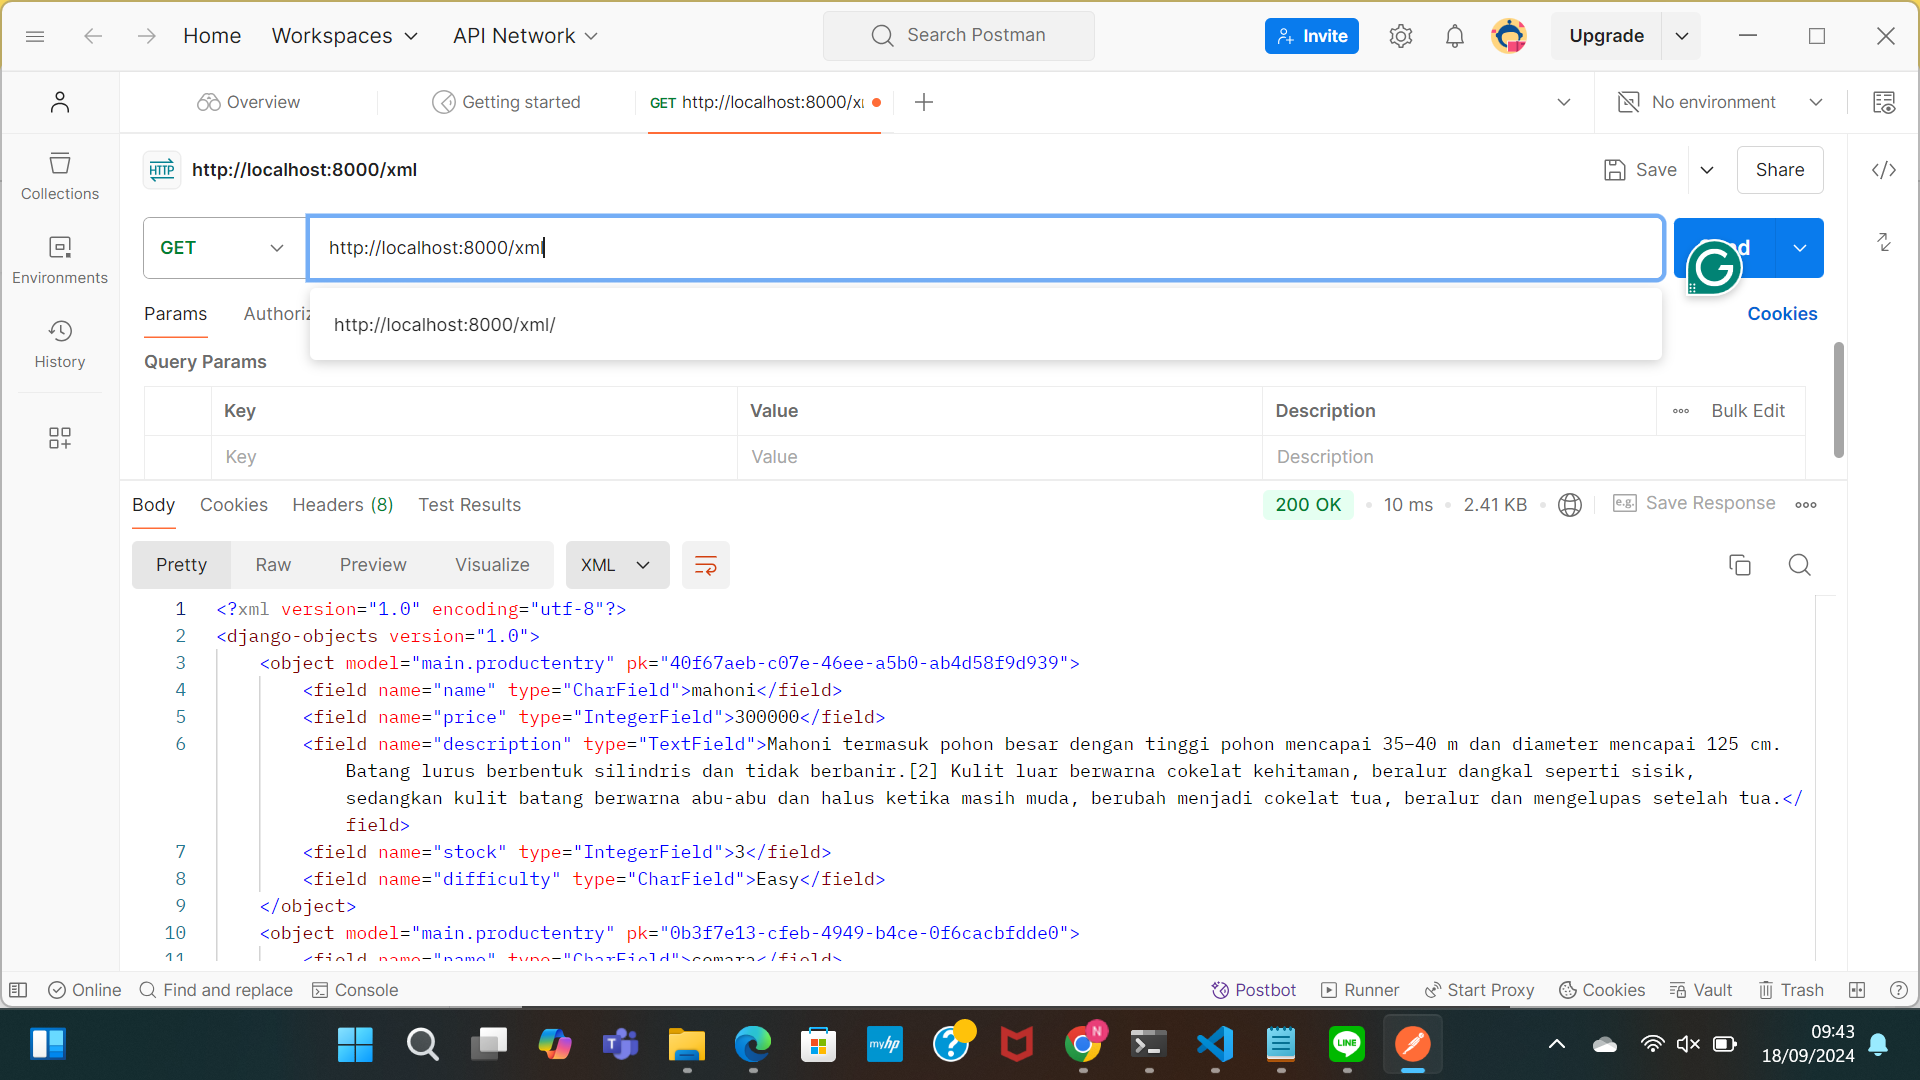 Home Workspaces API Network Search Postman Invite Upgrade
Overview Getting started GET http://localhost:8000/x No environment
HTTP http://localhost:8000/xml Save Share
Collections
GET http://localhost:8000/xml
Environments
Params http://localhost:8000/xml/ Cookies
History
Query Params
Key Value Description Bulk Edit
Key Value Description
Body Cookies Headers (8) Test Results 200 OK 10 ms 2.41 KB e.g. Save Response
Pretty Raw Preview Visualize XML
1 <?xml version="1.0" encoding="utf-8"?>
2 <django-objects version="1.0">
3 <object model="main.productentry" pk="40f67aeb-c07e-46ee-a5b0-ab4d58f9d939">
4 <field name="name" type="CharField">mahoni</field>
5 <field name="price" type="IntegerField">300000</field>
6 <field name="description" type="TextField">Mahoni termasuk pohon besar dengan tinggi pohon mencapai 35–40 m dan diameter mencapai 125 cm.
Batang lurus berbentuk silindris dan tidak berbanir.[2] Kulit luar berwarna cokelat kehitaman, beralur dangkal seperti sisik,
sedangkan kulit batang berwarna abu-abu dan halus ketika masih muda, berubah menjadi cokelat tua, beralur dan mengelupas setelah tua.</
field>
7 <field name="stock" type="IntegerField">3</field>
8 <field name="difficulty" type="CharField">Easy</field>
9 </object>
10 <object model="main.productentry" pk="0b3f7e13-cfeb-4949-b4ce-0f6cacbfdde0">
11 <field name="name" type="CharField">cemara</field>
Online Find and replace Console Postbot Runner Start Proxy Cookies Vault Trash
myhp N LINE 09:43
18/09/2024